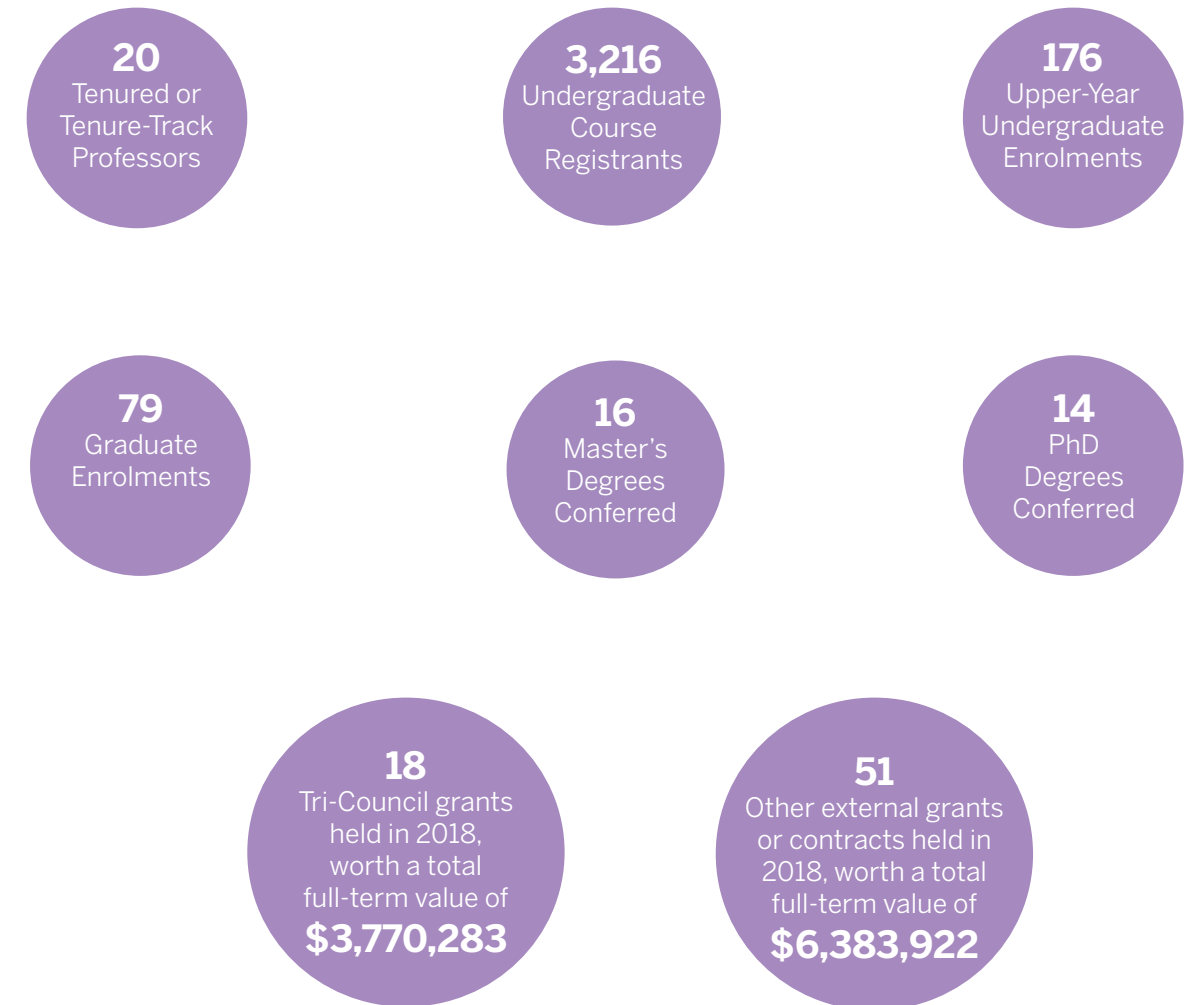 20
Tenured or
Tenure-Track
Professors
3,216
Undergraduate
Course
Registrants
176
Upper-Year
Undergraduate
Enrolments
79
Graduate
Enrolments
16
Master’s
Degrees
Conferred
14
PhD
Degrees
Conferred
18
Tri-Council grants
held in 2018,
worth a total
full-term value of
$3,770,283
51
Other external grants
or contracts held in
2018, worth a total
full-term value of
$6,383,922